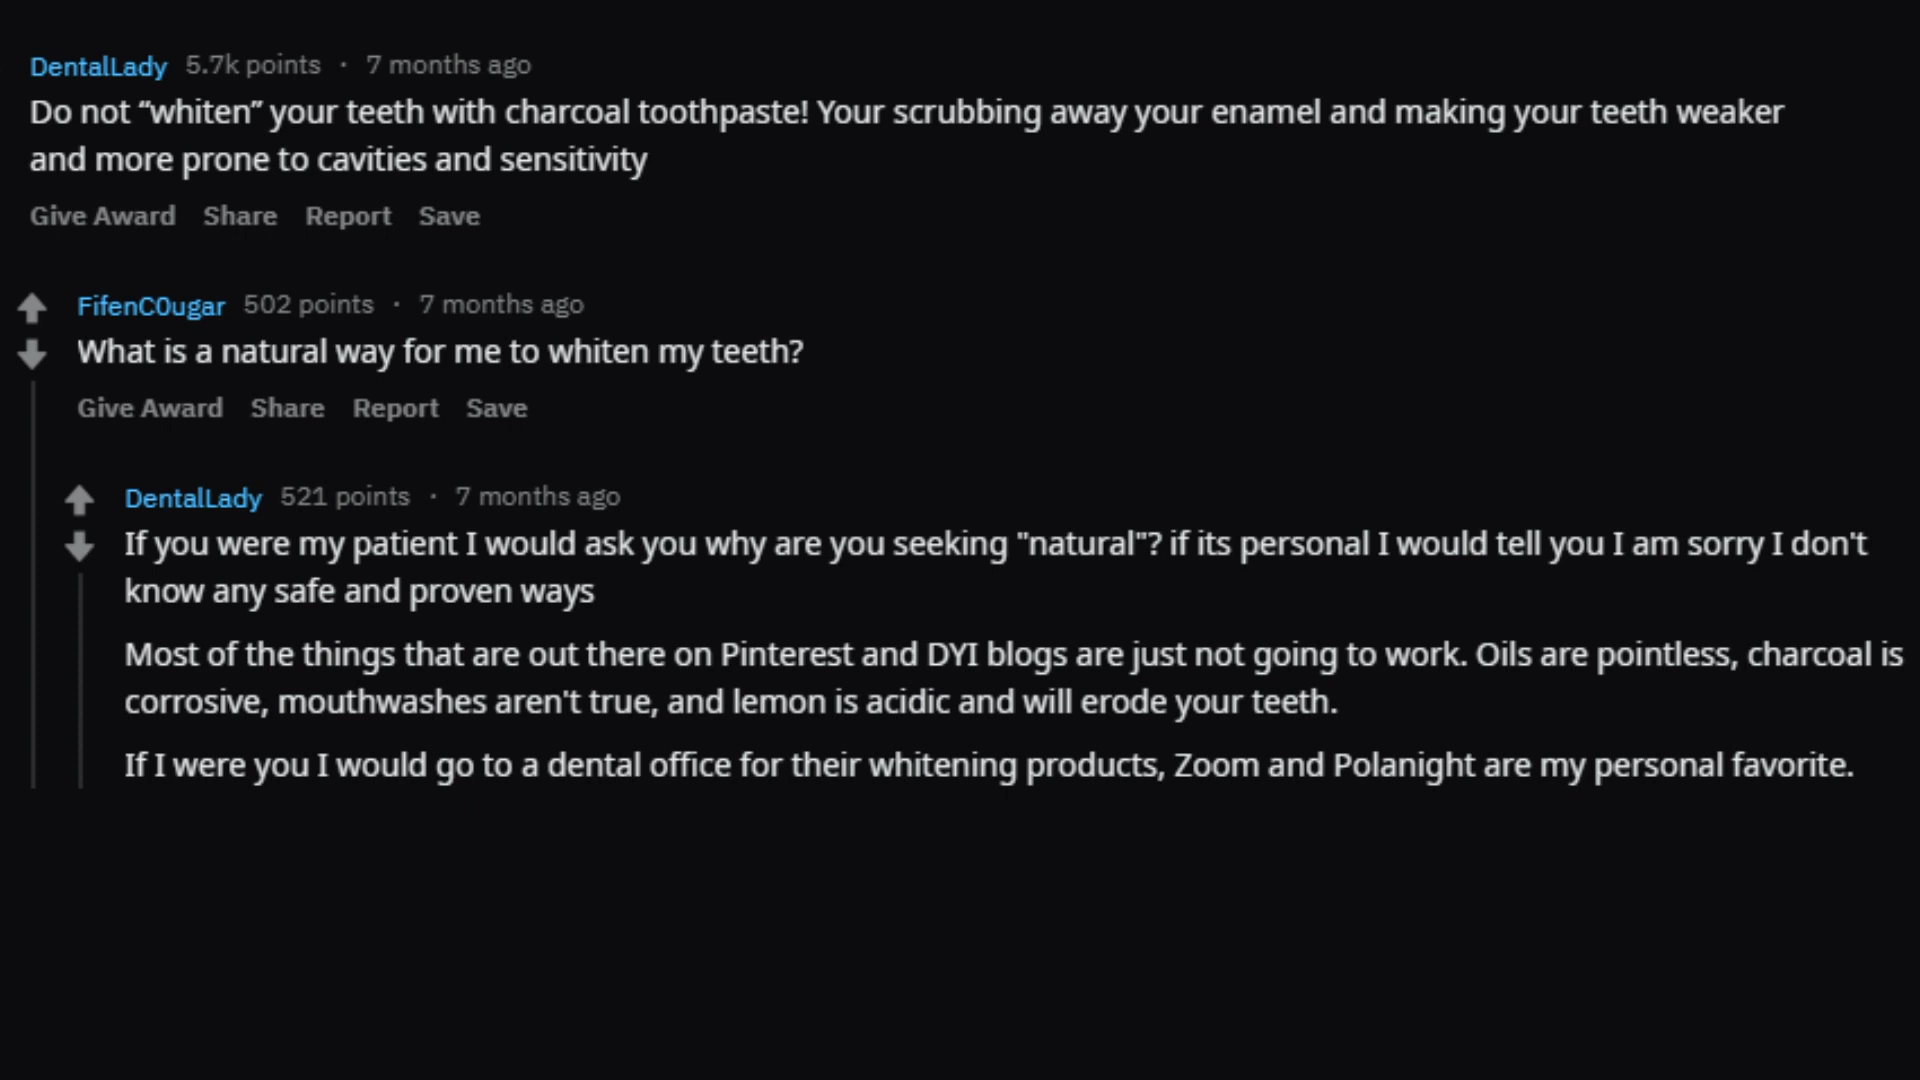 DentalLady 5.7k points · 7 months ago
Do not “whiten” your teeth with charcoal toothpaste! Your scrubbing away your enamel and making your teeth weaker
and more prone to cavities and sensitivity
Give Award Share Report Save
FifenC0ugar 502 points · 7 months ago
What is a natural way for me to whiten my teeth?
Give Award Share Report Save
DentalLady 521 points · 7 months ago
If you were my patient I would ask you why are you seeking "natural"? if its personal I would tell you I am sorry I don't
know any safe and proven ways
Most of the things that are out there on Pinterest and DYI blogs are just not going to work. Oils are pointless, charcoal is
corrosive, mouthwashes aren't true, and lemon is acidic and will erode your teeth.
If I were you I would go to a dental office for their whitening products, Zoom and Polanight are my personal favorite.